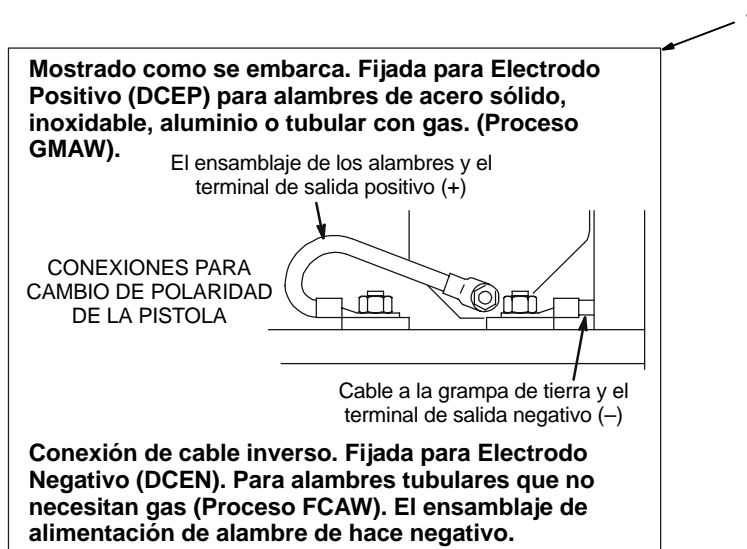 Mostrado como se embarca. Fijada para Electrodo
Positivo (DCEP) para alambres de acero sólido,
inoxidable, aluminio o tubular con gas. (Proceso
GMAW).
El ensamblaje de los alambres y el
terminal de salida positivo (+)
CONEXIONES PARA
CAMBIO DE POLARIDAD
DE LA PISTOLA
Cable a la grampa de tierra y el
terminal de salida negativo (–)
Conexión de cable inverso. Fijada para Electrodo
Negativo (DCEN). Para alambres tubulares que no
necesitan gas (Proceso FCAW). El ensamblaje de
alimentación de alambre de hace negativo.